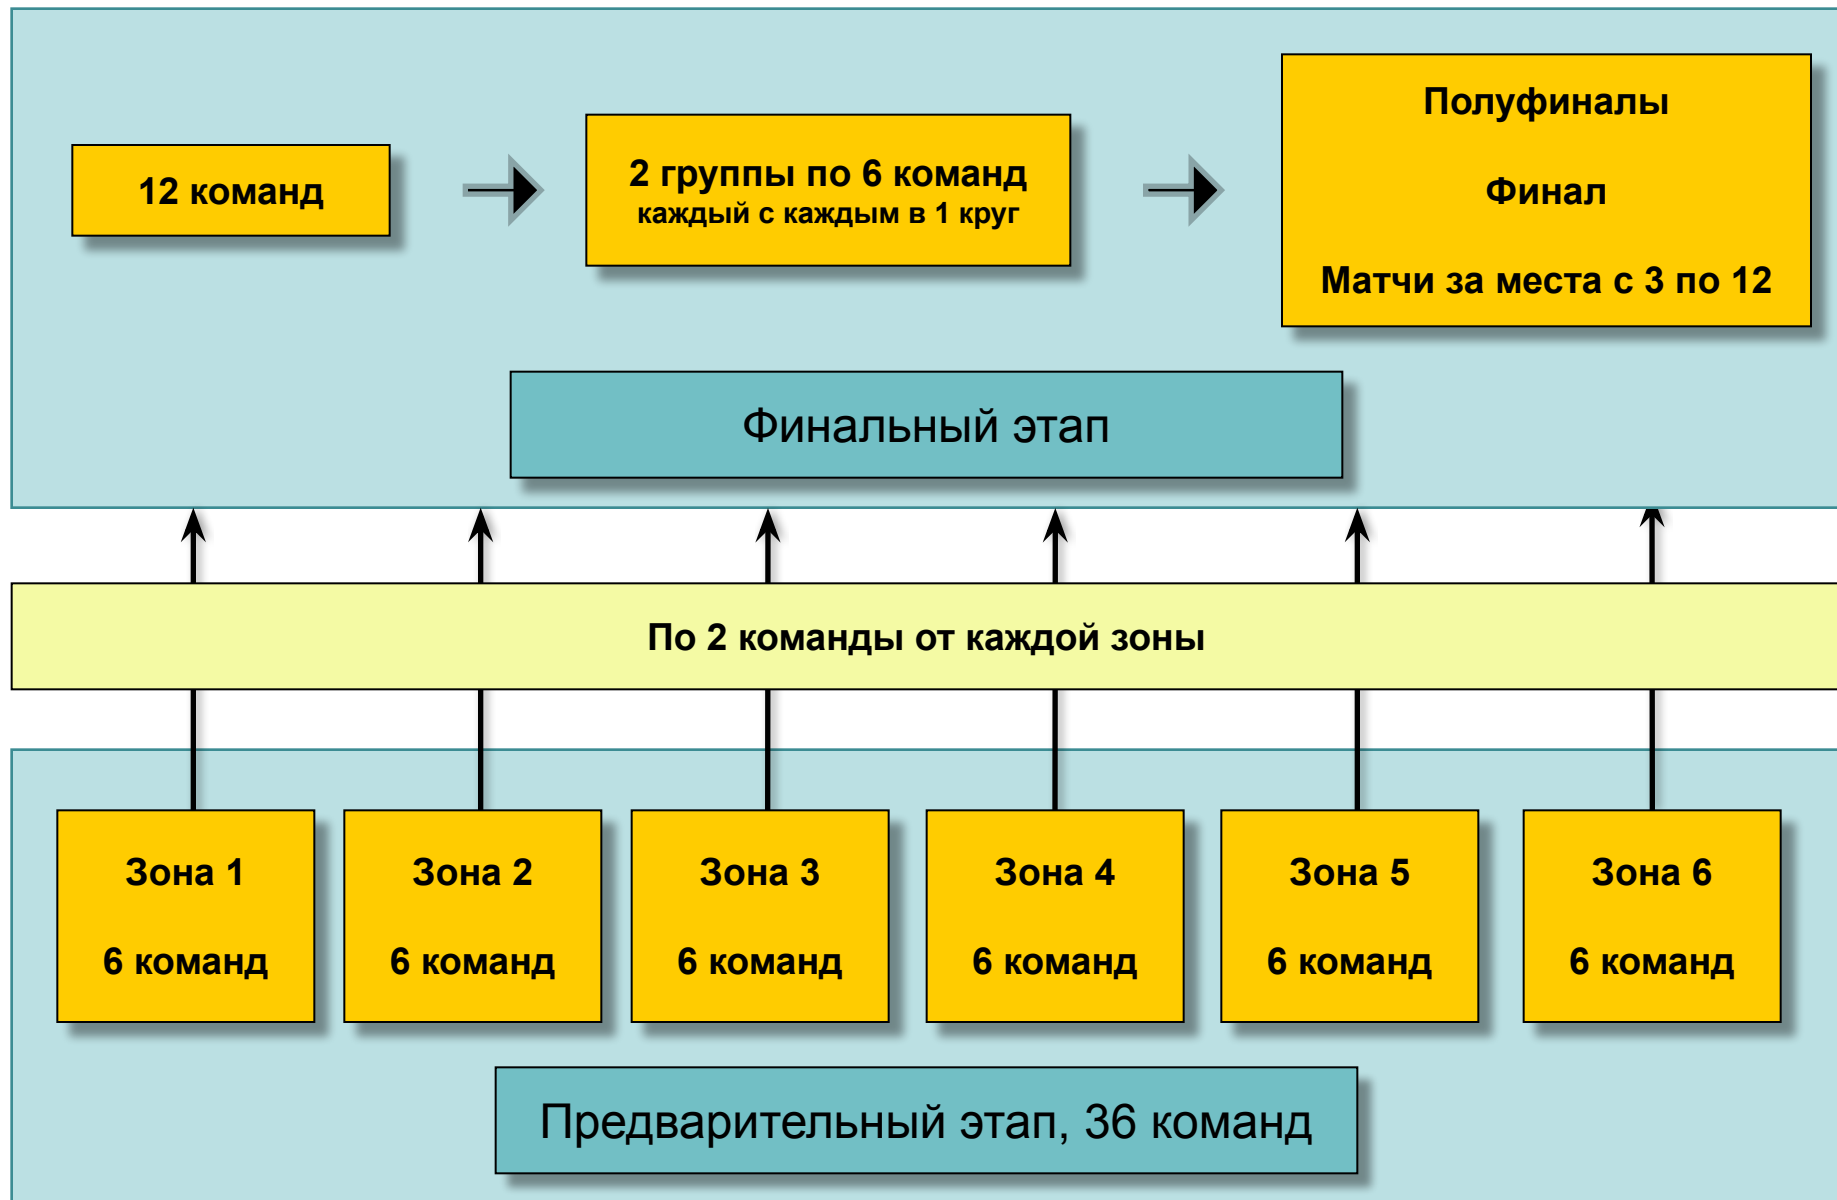 12 команд
2 группы по 6 команд
каждый с каждым в 1 круг
Полуфиналы
Финал
Матчи за места с 3 по 12
Финальный этап
По 2 команды от каждой зоны
Зона 1
6 команд
Зона 2
6 команд
Зона 3
6 команд
Зона 4
6 команд
Зона 5
6 команд
Зона 6
6 команд
Предварительный этап, 36 команд